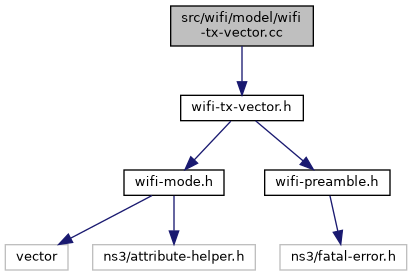 src/wifi/model/wifi
-tx-vector.cc
wifi-tx-vector.h
wifi-mode.h
wifi-preamble.h
vector
ns3/attribute-helper.h
ns3/fatal-error.h